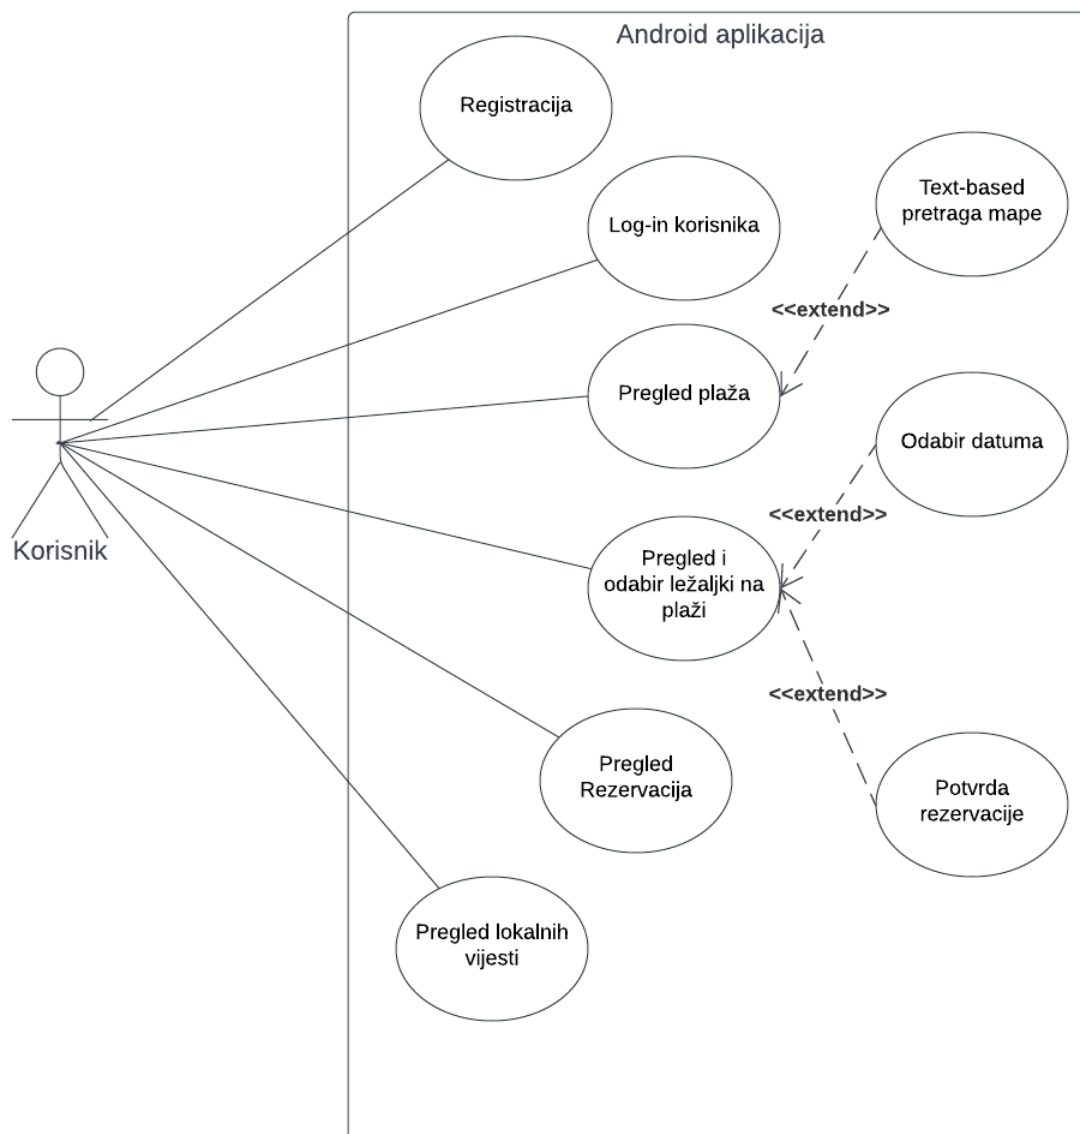 Android aplikacija
Registracija
Text-based
pretraga mape
Log-in korisnika
<<extend>>
Pregled plaža
Odabir datuma
<<extend>>
Korisnik
Pregled i
odabir ležaljki na
plaži
<<extend>>
Pregled
Rezervacija
Potvrda
rezervacije
Pregled lokalnih
vijesti